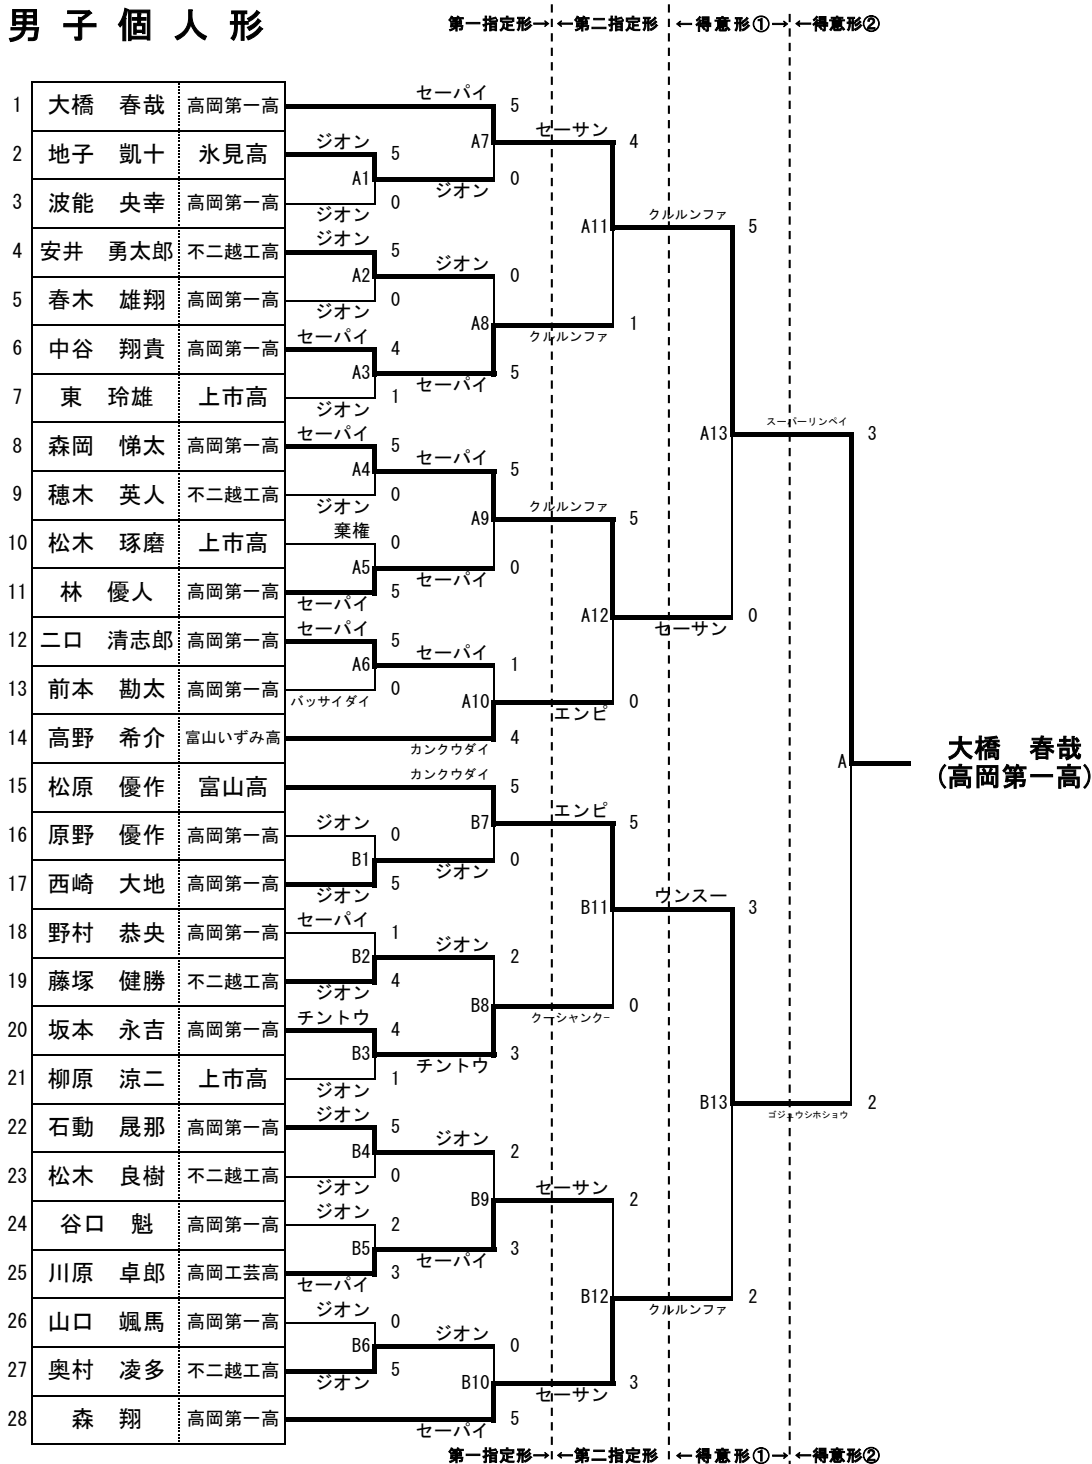 男子個人形
第一指定形→ ←第二指定形 ←得意形①→ ←得意形②
1 大橋 春哉 高岡第一高
2 地子 凱十 氷見高
3 波能 央幸 高岡第一高
4 安井 勇太郎 不二越工高
5 春木 雄翔 高岡第一高
6 中谷 翔貴 高岡第一高
7 東 玲雄 上市高
8 森岡 悌太 高岡第一高
9 穂木 英人 不二越工高
10 松木 琢磨 上市高
11 林 優人 高岡第一高
12 二口 清志郎 高岡第一高
13 前本 勘太 高岡第一高
14 高野 希介 富山いずみ高
15 松原 優作 富山高
16 原野 優作 高岡第一高
17 西崎 大地 高岡第一高
18 野村 恭央 高岡第一高
19 藤塚 健勝 不二越工高
20 坂本 永吉 高岡第一高
21 柳原 涼二 上市高
22 石動 晟那 高岡第一高
23 松木 良樹 不二越工高
24 谷口 魁 高岡第一高
25 川原 卓郎 高岡工芸高
26 山口 颯馬 高岡第一高
27 奥村 凌多 不二越工高
28 森 翔 高岡第一高
ジオン 5
A1
ジオン 0
ジオン 5
A2
ジオン 0
セーパイ 4
A3
ジオン 1
セーパイ 5
A4
ジオン 0
棄権 0
A5
セーパイ 5
セーパイ 5
A6
バッサイダイ 0
ジオン 0
B1
ジオン 5
セーパイ 1
B2
ジオン 4
チントウ 4
B3
ジオン 1
ジオン 5
B4
ジオン 0
ジオン 2
B5
セーパイ 3
ジオン 0
B6
ジオン 5
セーパイ 5
A7
ジオン 0
ジオン 0
A8
セーパイ 5
セーパイ 5
A9
セーパイ 0
セーパイ 1
A10
カンクウダイ 4
カンクウダイ 5
B7
ジオン 0
ジオン 2
B8
チントウ 3
ジオン 2
B9
セーパイ 3
ジオン 0
B10
セーパイ 5
セーサン 4
A11
クルルンファ 1
クルルンファ 5
A12
エンピ 0
エンピ 5
B11
クーシャンクー 0
セーサン 2
B12
セーサン 3
クルルンファ 5
A13
セーサン 0
ウンスー 3
B13
クルルンファ 2
スーパーリンペイ 3
A
ゴジュウシホショウ 2
大橋 春哉
(高岡第一高)
第一指定形→ ←第二指定形 ←得意形①→ ←得意形②